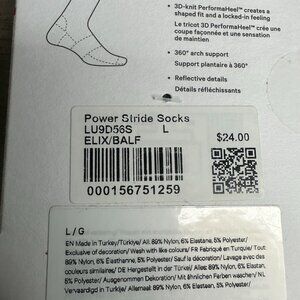 • 3D-knit PerformaHeel™ creates a
shaped fit and a locked-in feeling
Le tricot 3D PerformaHeel™ crée une
coupe façonnée et une sensation
de maintien
• 360° arch support
Support plantaire à 360°
• Reflective details
Détails réfléchissants
Power Stride Socks
LU9D56S L
ELIX/BALF
$24.00
000156751259
L / G
EN Made in Turkey/Türkiye/ All: 89% Nylon, 6% Elastane, 5% Polyester/
Exclusive of decoration/ Wash with like colours/ FR Fabriqué en Turquie/ Tout
89% Nylon, 6% Élasthanne, 5% Polyester/ Sauf la décoration/ Lavage avec des
couleurs similaires/ DE Hergestellt in der Türkei/ Alles: 89% Nylon, 6% Elastan,
5% Polyester/ Ausgenommen Dekoration/ Mit ähnlichen Farben waschen/ NL
Vervaardigd in Turkije/ Allemaal: 89% Nylon, 6% Elasteen, 5% Polyester/